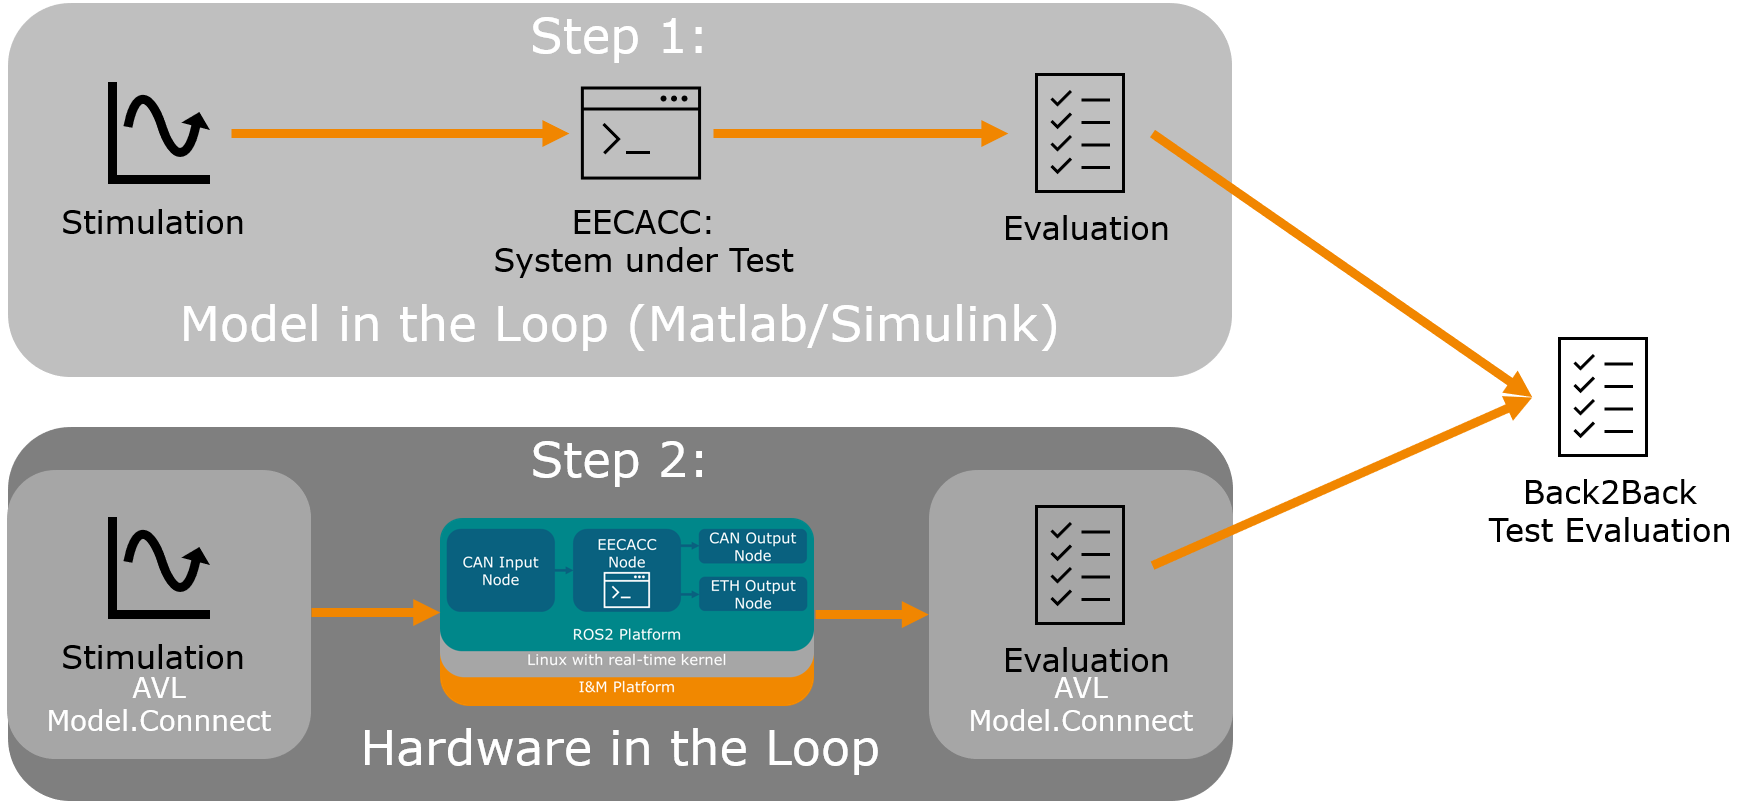 Step 1:
Stimulation
EECACC:
System under Test
Evaluation
Model in the Loop (Matlab/Simulink)
Step 2:
Stimulation
AVL
Model.Connnect
CAN Input
Node
EECACC
Node
CAN Output
Node
ETH Output
Node
ROS2 Platform
Linux with real-time kernel
I&M Platform
Evaluation
AVL
Model.Connnect
Hardware in the Loop
Back2Back
Test Evaluation